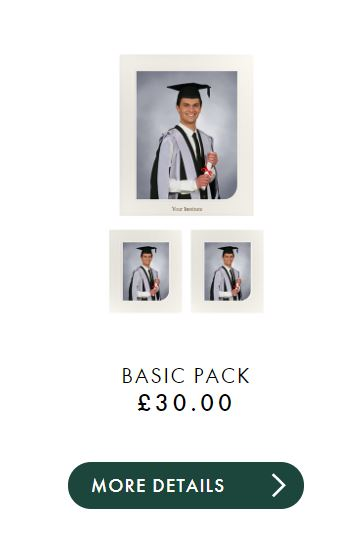 Your Institute
BASIC PACK
£30.00
MORE DETAILS